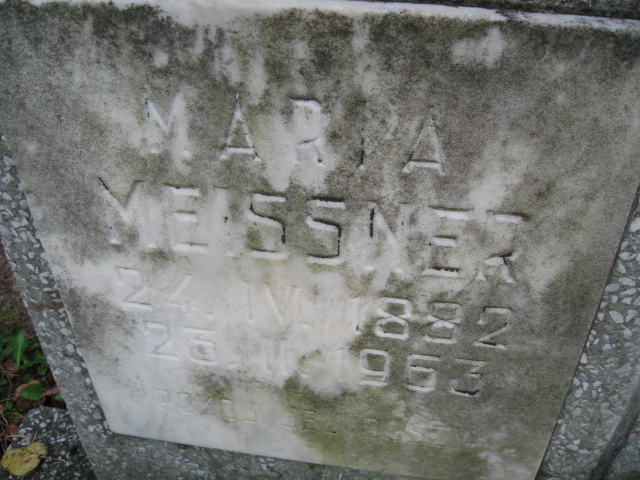 MARIA
MEISSNER
24. IV. 1882
23. II. 1963